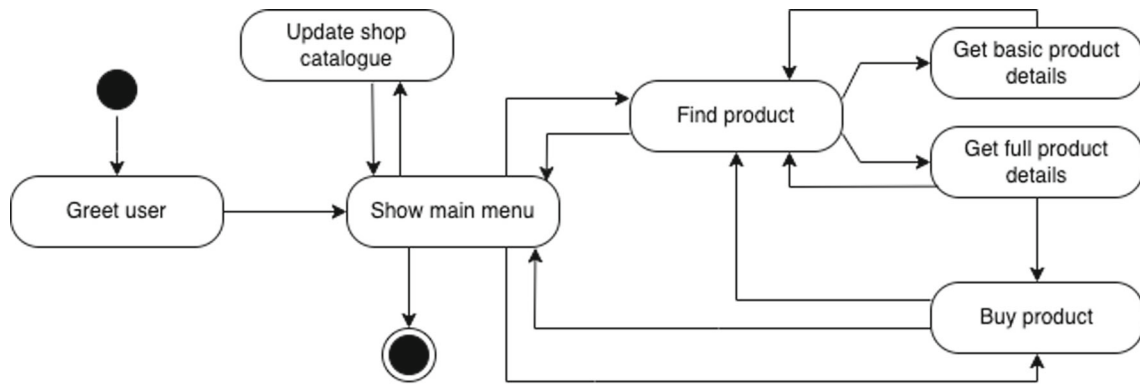 Update shop
catalogue
Get basic product
details
Find product
Get full product
details
Greet user
Show main menu
Buy product